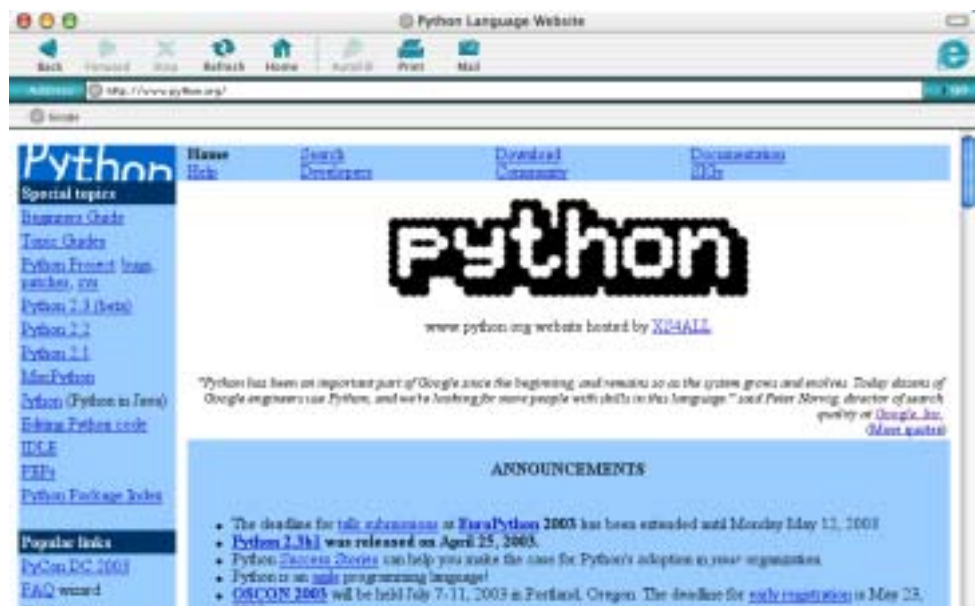 Python Language Website
Back Forward Stop Refresh Home AutoFill Print Mail
Address http://www.python.org/
Google
Python
Home Search Download Documentation
Help Developers Community SIGs
Special topics
Beginners Guide
Topic Guides
Python Project: bugs,
patches, cvs
Python 2.3 (beta)
Python 2.2
Python 2.1
MacPython
Jython (Python in Java)
Editing Python code
IDLE
PEPs
Python Package Index
Popular links
PyCon DC 2003
FAQ wizard
python
www.python.org website hosted by XS4ALL
"Python has been an important part of Google since the beginning, and remains so as the system grows and evolves. Today dozens of
Google engineers use Python, and we're looking for more people with skills in this language." said Peter Norvig, director of search
quality at Google, Inc.
(More quotes)
ANNOUNCEMENTS
• The deadline for talk submissions at EuroPython 2003 has been extended until Monday May 12, 2003
• Python 2.3b1 was released on April 25, 2003.
• Python Success Stories can help you make the case for Python's adoption in your organization.
• Python is an agile programming language!
• OSCON 2003 will be held July 7-11, 2003 in Portland, Oregon. The deadline for early registration is May 23,